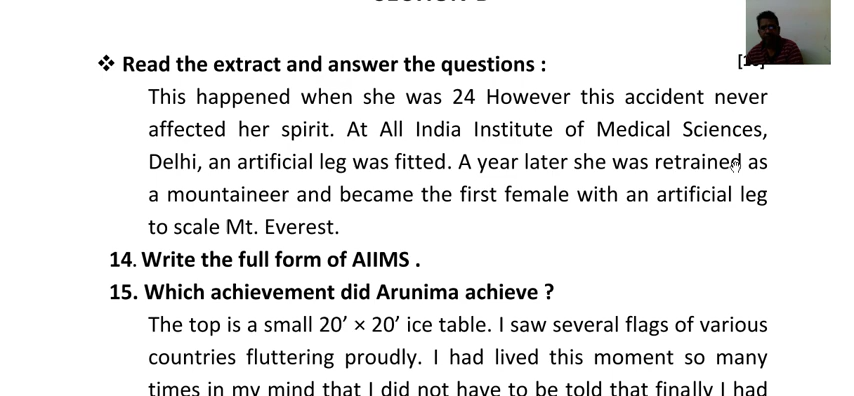 ❖ Read the extract and answer the questions :
This happened when she was 24 However this accident never
affected her spirit. At All India Institute of Medical Sciences,
Delhi, an artificial leg was fitted. A year later she was retrained as
a mountaineer and became the first female with an artificial leg
to scale Mt. Everest.
14. Write the full form of AIIMS .
15. Which achievement did Arunima achieve ?
The top is a small 20’ × 20’ ice table. I saw several flags of various
countries fluttering proudly. I had lived this moment so many
times in my mind that I did not have to be told that finally I had